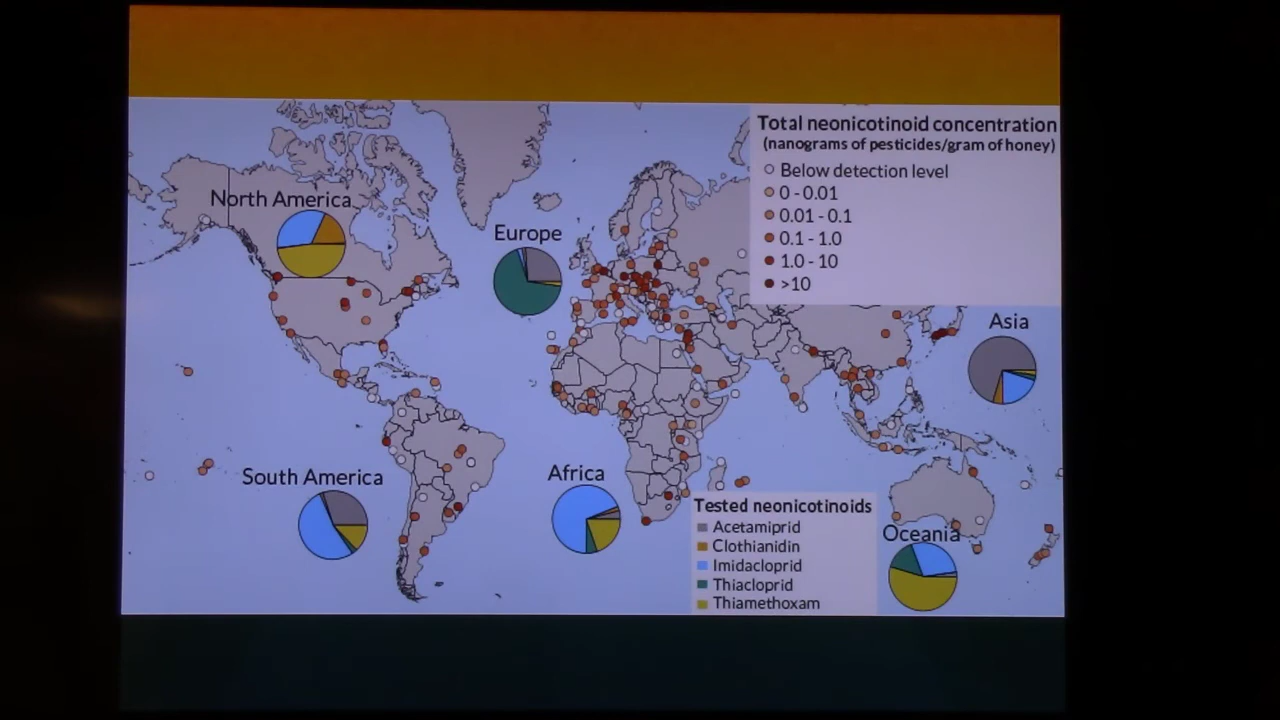 Total neonicotinoid concentration
(nanograms of pesticides/gram of honey)
Below detection level
0 - 0.01
0.01 - 0.1
0.1 - 1.0
1.0 - 10
>10
North America
Europe
Asia
South America
Africa
Oceania
Tested neonicotinoids
Acetamiprid
Clothianidin
Imidacloprid
Thiacloprid
Thiamethoxam